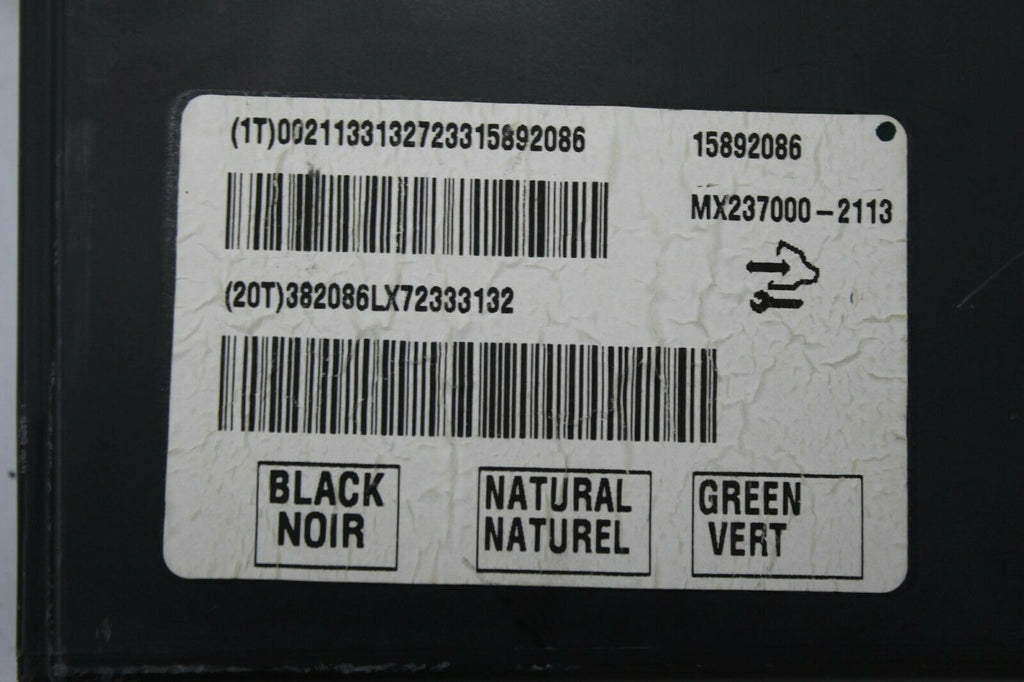 (1T)0021133132723315892086
15892086
MX237000-2113
(20T)382086LX72333132
BLACK
NOIR
NATURAL
NATUREL
GREEN
VERT